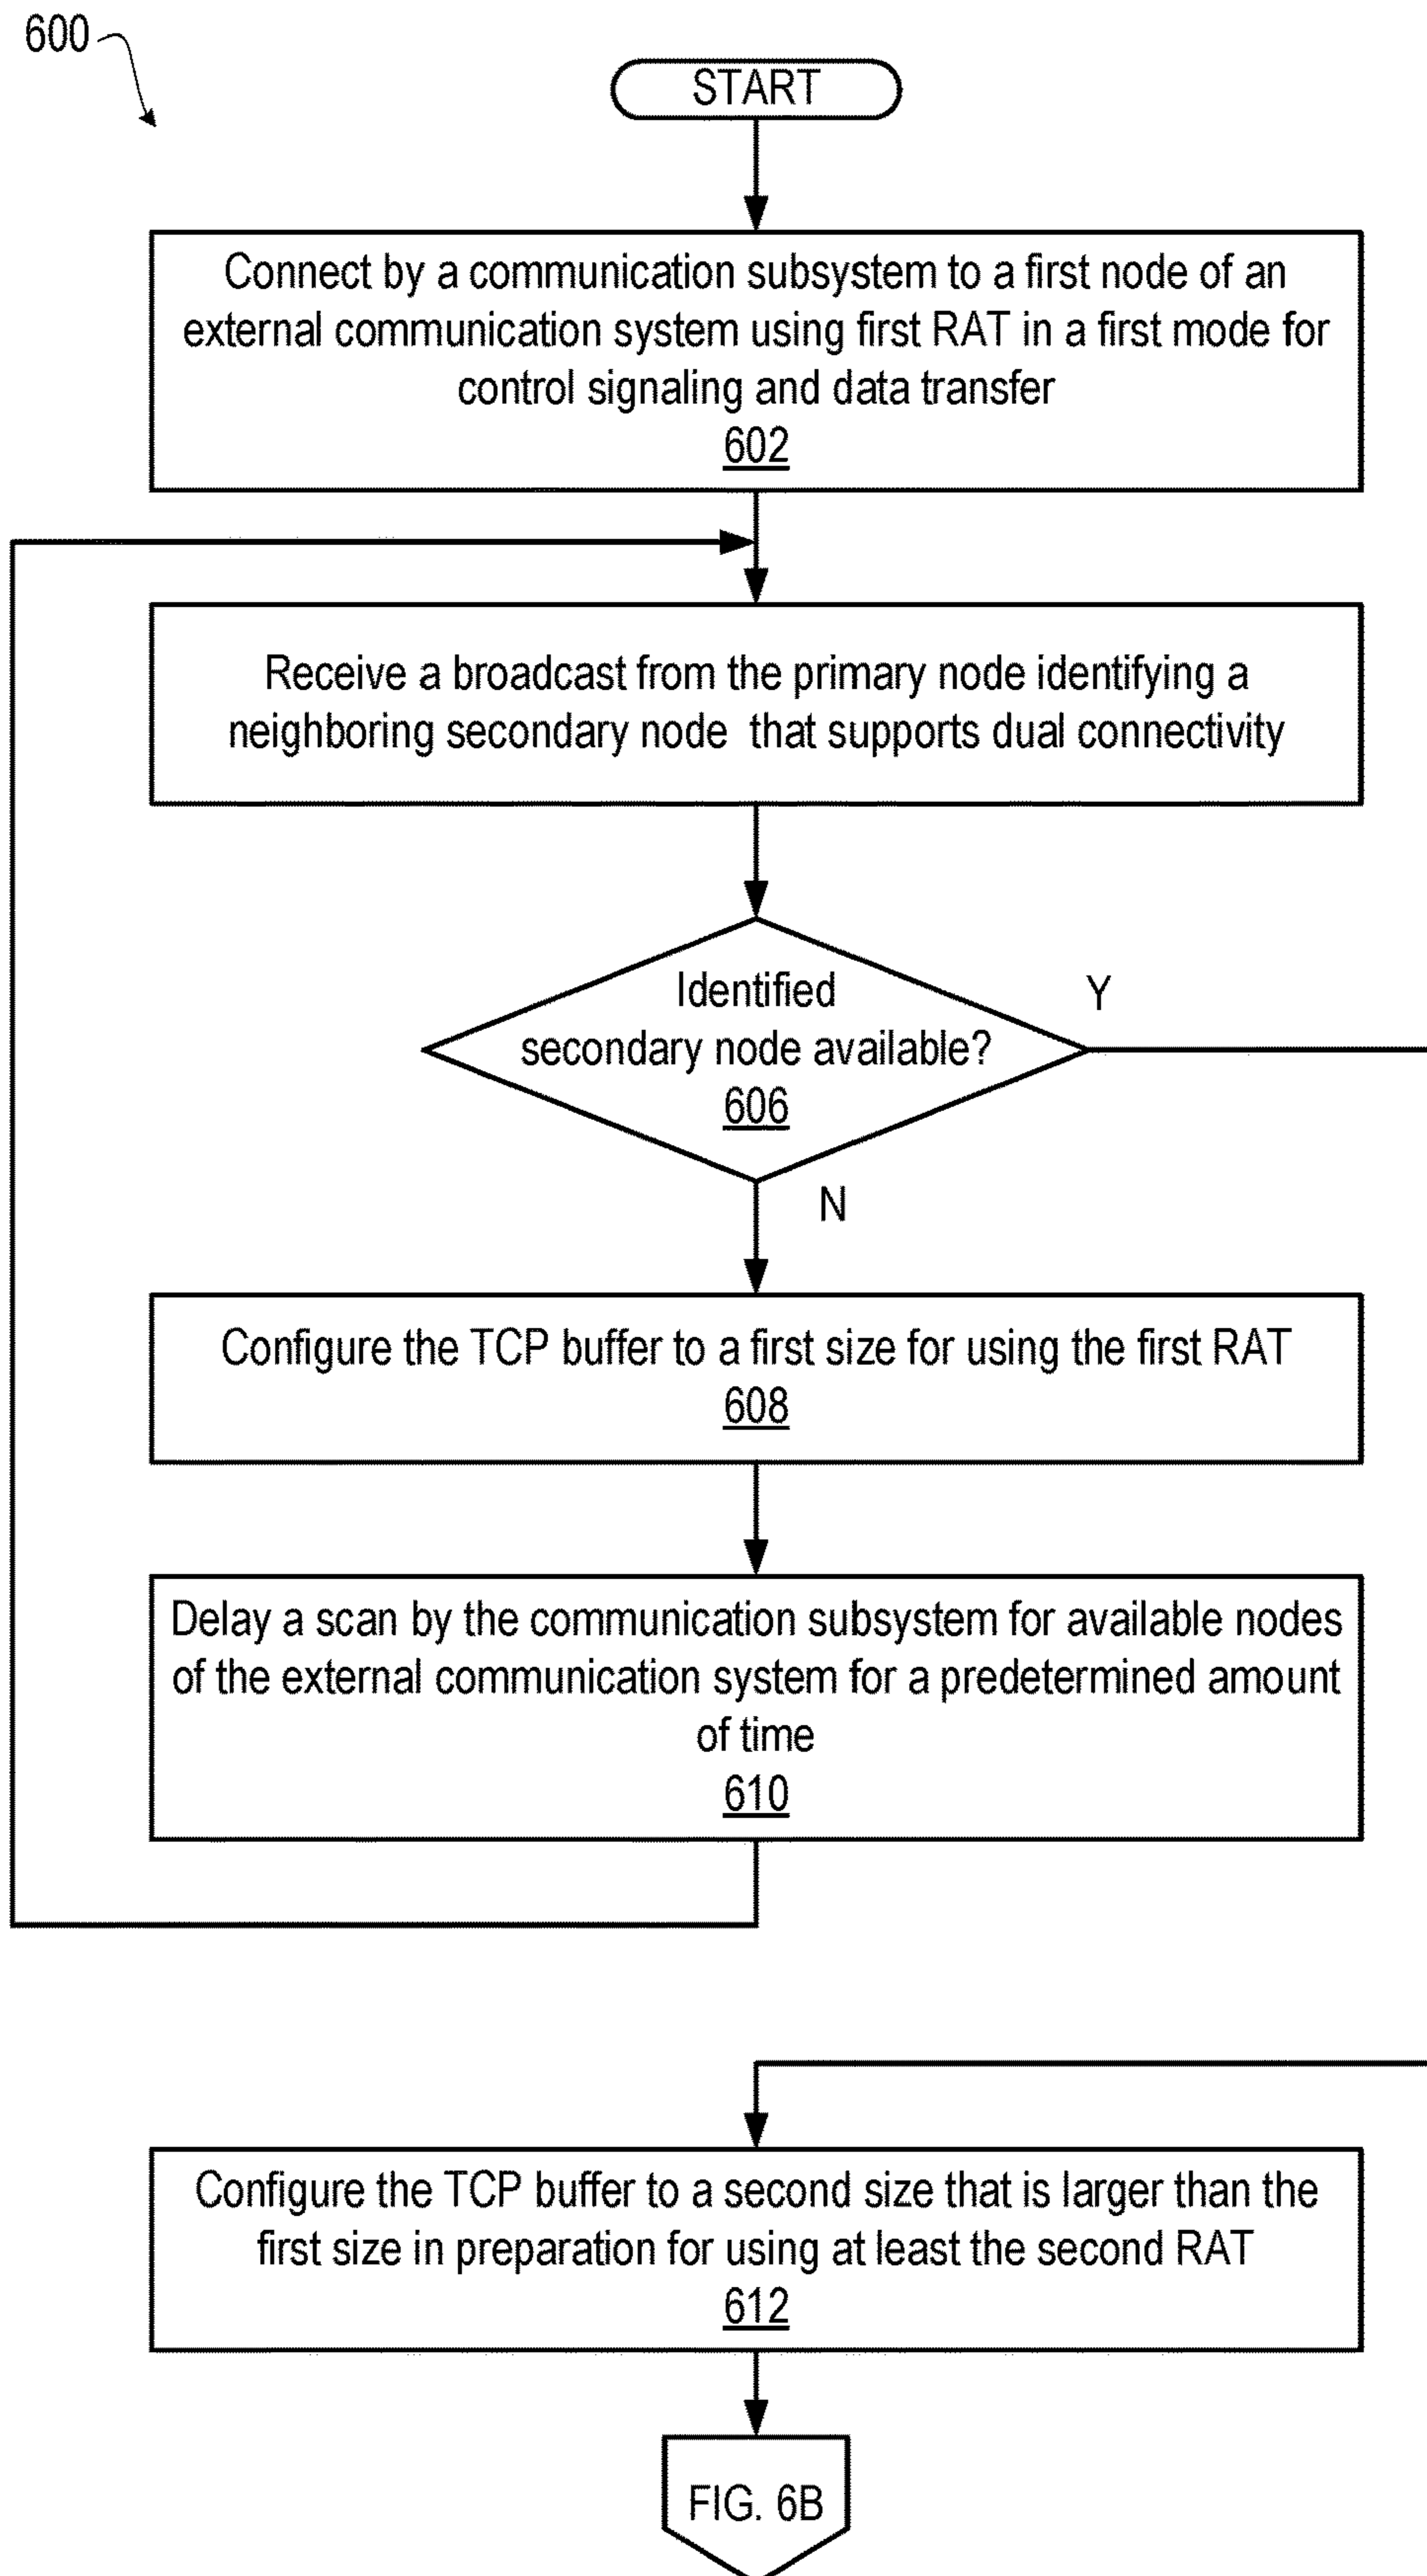 600
START
Connect by a communication subsystem to a first node of an
external communication system using first RAT in a first mode for
control signaling and data transfer
602
Receive a broadcast from the primary node identifying a
neighboring secondary node that supports dual connectivity
Identified
secondary node available?
606
Y
N
Configure the TCP buffer to a first size for using the first RAT
608
Delay a scan by the communication subsystem for available nodes
of the external communication system for a predetermined amount
of time
610
Configure the TCP buffer to a second size that is larger than the
first size in preparation for using at least the second RAT
612
FIG. 6B